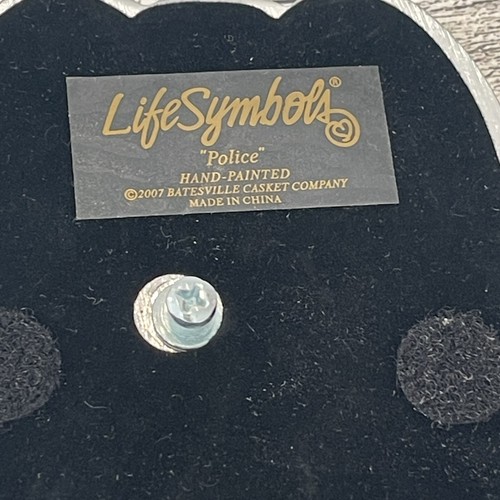 LifeSymbols®
"Police"
HAND-PAINTED
©2007 BATESVILLE CASKET COMPANY
MADE IN CHINA